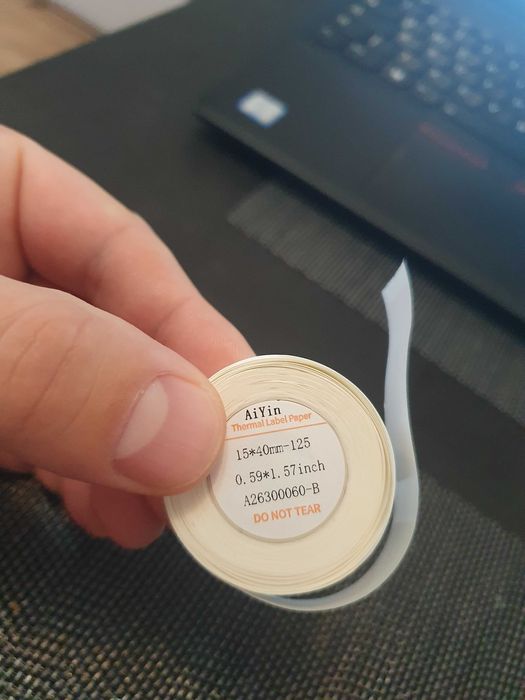 AiYin
Thermal Label Paper
15*40mm-125
0.59*1.57inch
A26300060-B
DO NOT TEAR